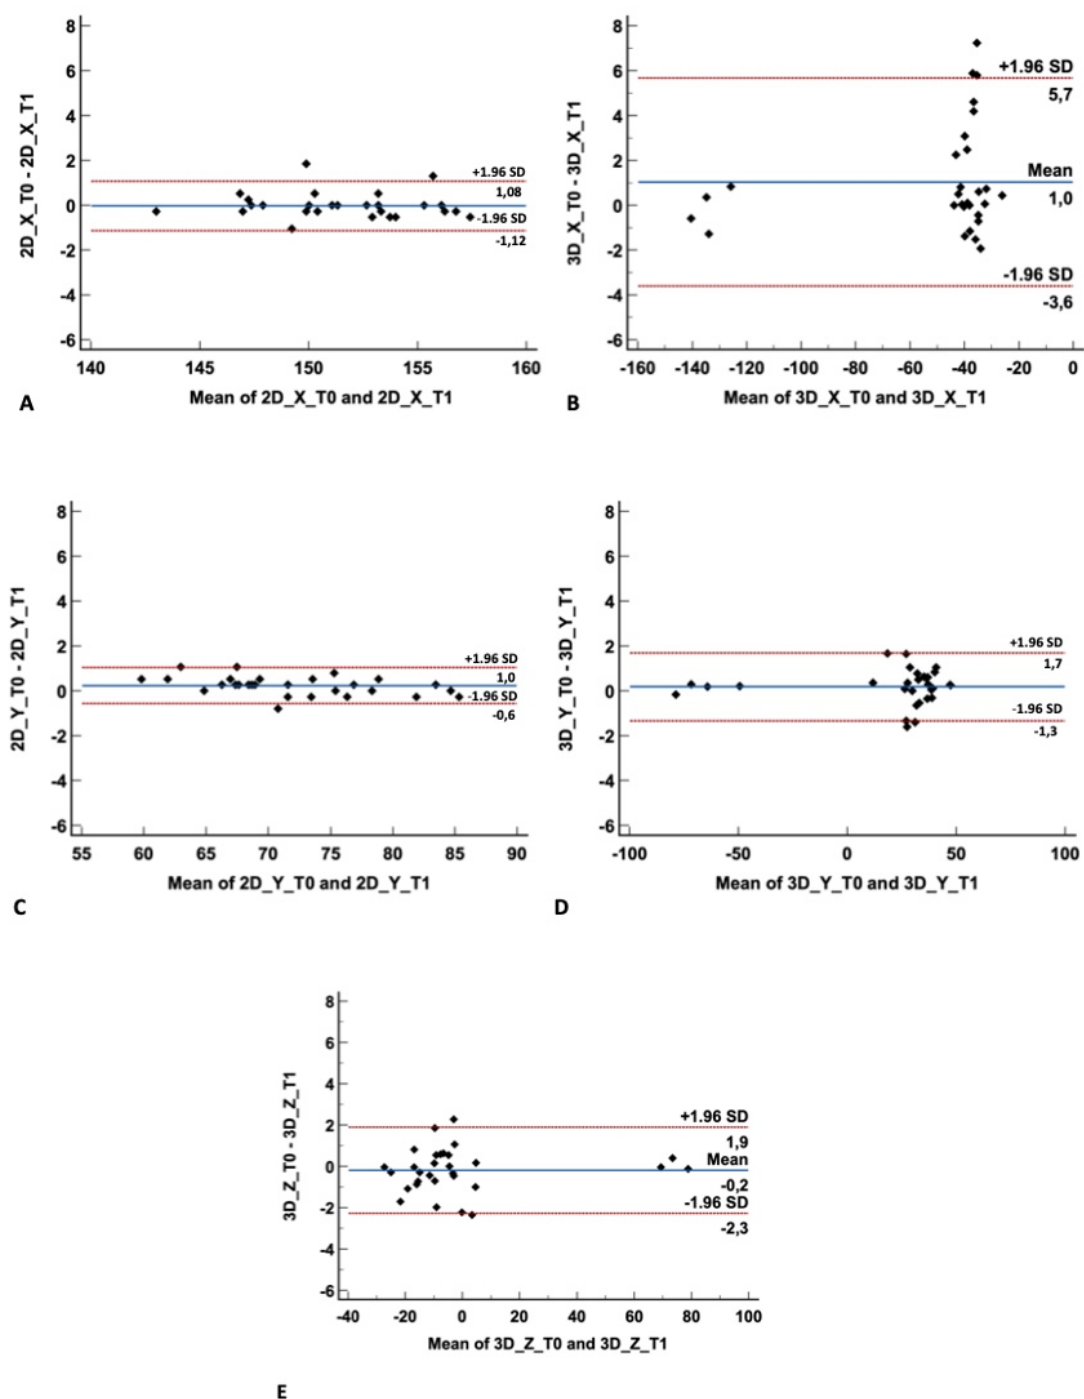 8
6
4
2
0
-2
-4
-6
2D_X_T0 - 2D_X_T1
+1.96 SD
1,08
-1.96 SD
-1,12
140 145 150 155 160
Mean of 2D_X_T0 and 2D_X_T1
A
8
6
4
2
0
-2
-4
-6
3D_X_T0 - 3D_X_T1
+1.96 SD
5,7
Mean
1,0
-1.96 SD
-3,6
-160 -140 -120 -100 -80 -60 -40 -20 0
Mean of 3D_X_T0 and 3D_X_T1
B
8
6
4
2
0
-2
-4
-6
2D_Y_T0 - 2D_Y_T1
+1.96 SD
1,0
-1.96 SD
-0,6
55 60 65 70 75 80 85 90
Mean of 2D_Y_T0 and 2D_Y_T1
C
8
6
4
2
0
-2
-4
-6
3D_Y_T0 - 3D_Y_T1
+1.96 SD
1,7
-1.96 SD
-1,3
-100 -50 0 50 100
Mean of 3D_Y_T0 and 3D_Y_T1
D
8
6
4
2
0
-2
-4
-6
3D_Z_T0 - 3D_Z_T1
+1.96 SD
1,9
Mean
-0,2
-1.96 SD
-2,3
-40 -20 0 20 40 60 80 100
Mean of 3D_Z_T0 and 3D_Z_T1
E